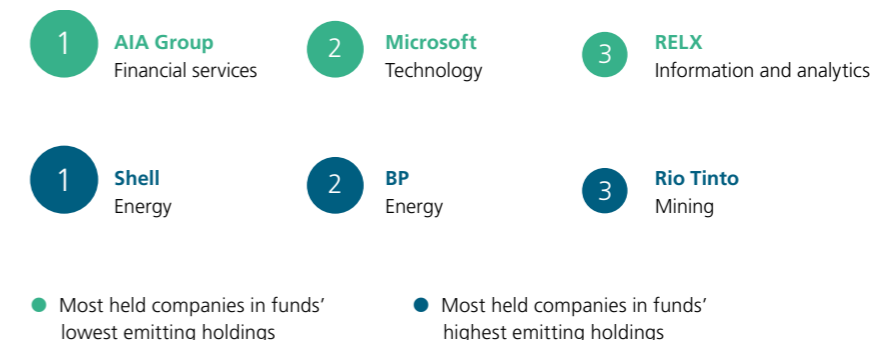 1
AIA Group
Financial services
2
Microsoft
Technology
3
RELX
Information and analytics
1
Shell
Energy
2
BP
Energy
3
Rio Tinto
Mining
Most held companies in funds'
lowest emitting holdings
Most held companies in funds'
highest emitting holdings